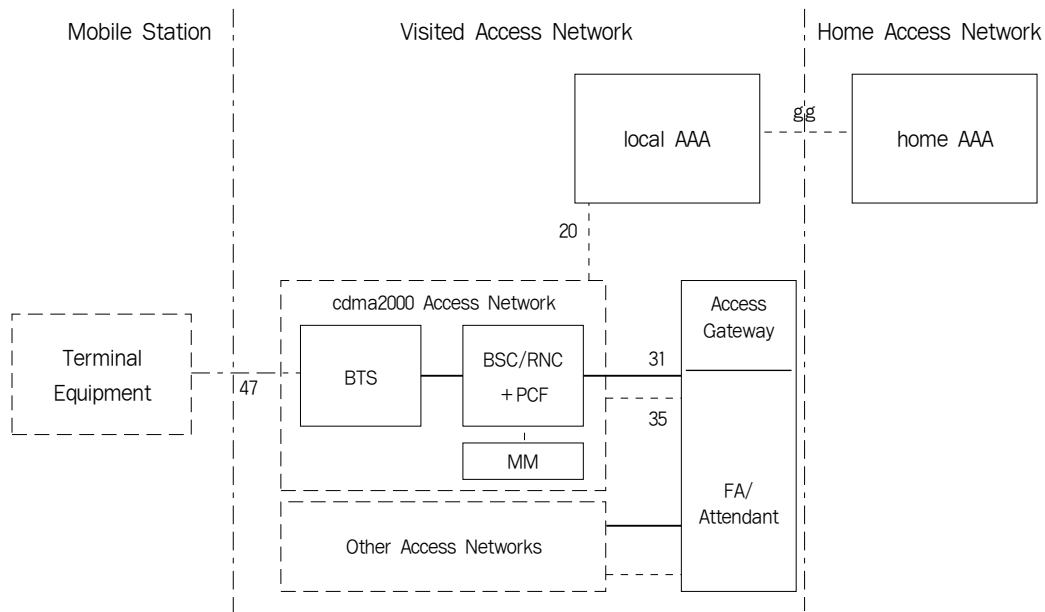 Mobile Station
Visited Access Network
Home Access Network
local AAA
gg
home AAA
20
cdma2000 Access Network
Access
Gateway
Terminal
Equipment
47
BTS
BSC/RNC
+PCF
31
35
MM
FA/
Attendant
Other Access Networks